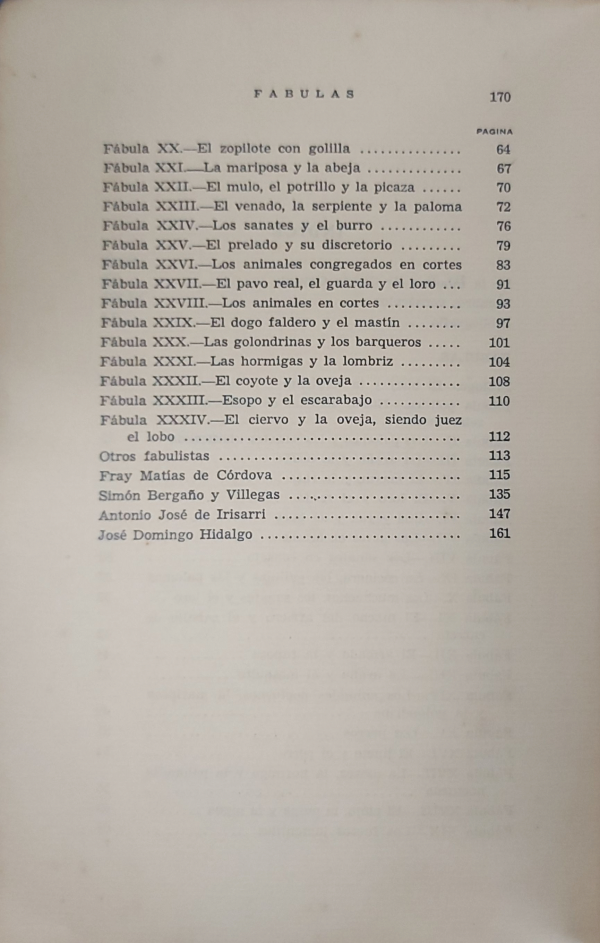 FABULAS 170
PAGINA
Fábula XX.—El zopilote con golilla ............... 64
Fábula XXI.—La mariposa y la abeja .............. 67
Fábula XXII.—El mulo, el potrillo y la picaza ...... 70
Fábula XXIII.—El venado, la serpiente y la paloma 72
Fábula XXIV.—Los sanates y el burro ............ 76
Fábula XXV.—El prelado y su discretorio ......... 79
Fábula XXVI.—Los animales congregados en cortes 83
Fábula XXVII.—El pavo real, el guarda y el loro ... 91
Fábula XXVIII.—Los animales en cortes ........... 93
Fábula XXIX.—El dogo faldero y el mastín ........ 97
Fábula XXX.—Las golondrinas y los barqueros ..... 101
Fábula XXXI.—Las hormigas y la lombriz ......... 104
Fábula XXXII.—El coyote y la oveja ............... 108
Fábula XXXIII.—Esopo y el escarabajo ............ 110
Fábula XXXIV.—El ciervo y la oveja, siendo juez
el lobo ........................................ 112
Otros fabulistas ................................... 113
Fray Matías de Córdova .......................... 115
Simón Bergaño y Villegas ......................... 135
Antonio José de Irisarri ........................... 147
José Domingo Hidalgo ............................. 161